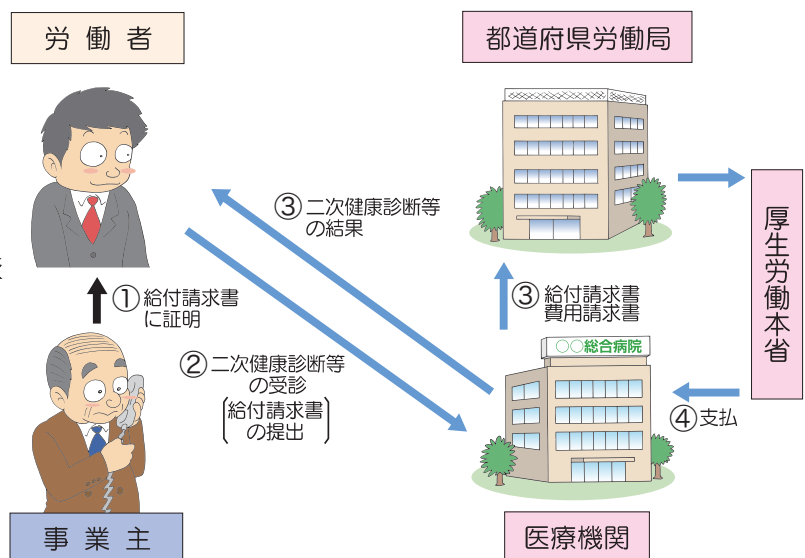 労働者
都道府県労働局
③二次健康診断等
の結果
厚生労働本省
①給付請求書
に証明
③給付請求書
費用請求書
○○総合病院
②二次健康診断等
の受診
給付請求書
の提出
④支払
事業主
医療機関